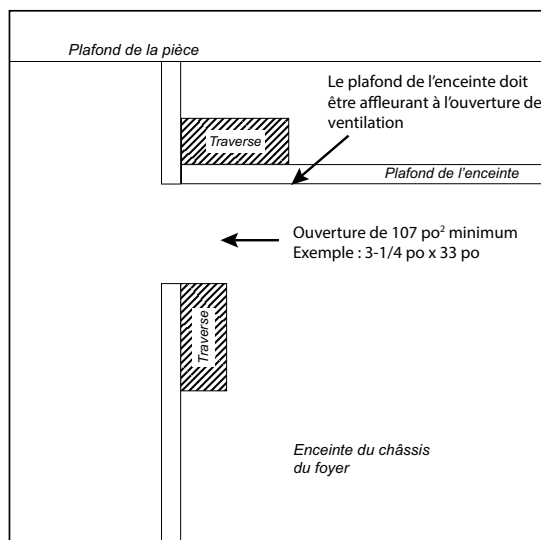 Plafond de la pièce
Le plafond de l'enceinte doit
être affleurant à l'ouverture de
ventilation
Traverse
Plafond de l'enceinte
Ouverture de 107 po² minimum
Exemple : 3-1/4 po x 33 po
Traverse
Enceinte du châssis
du foyer